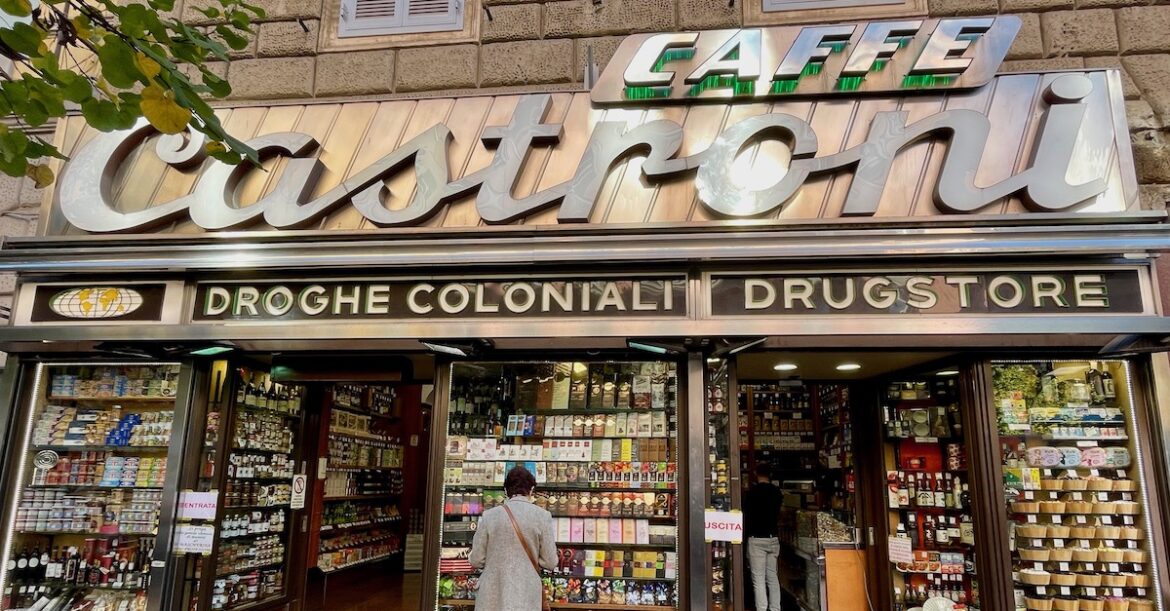 CAFFE
Castroni
DROGHE COLONIALI
DRUGSTORE
ENTRATA
USCITA